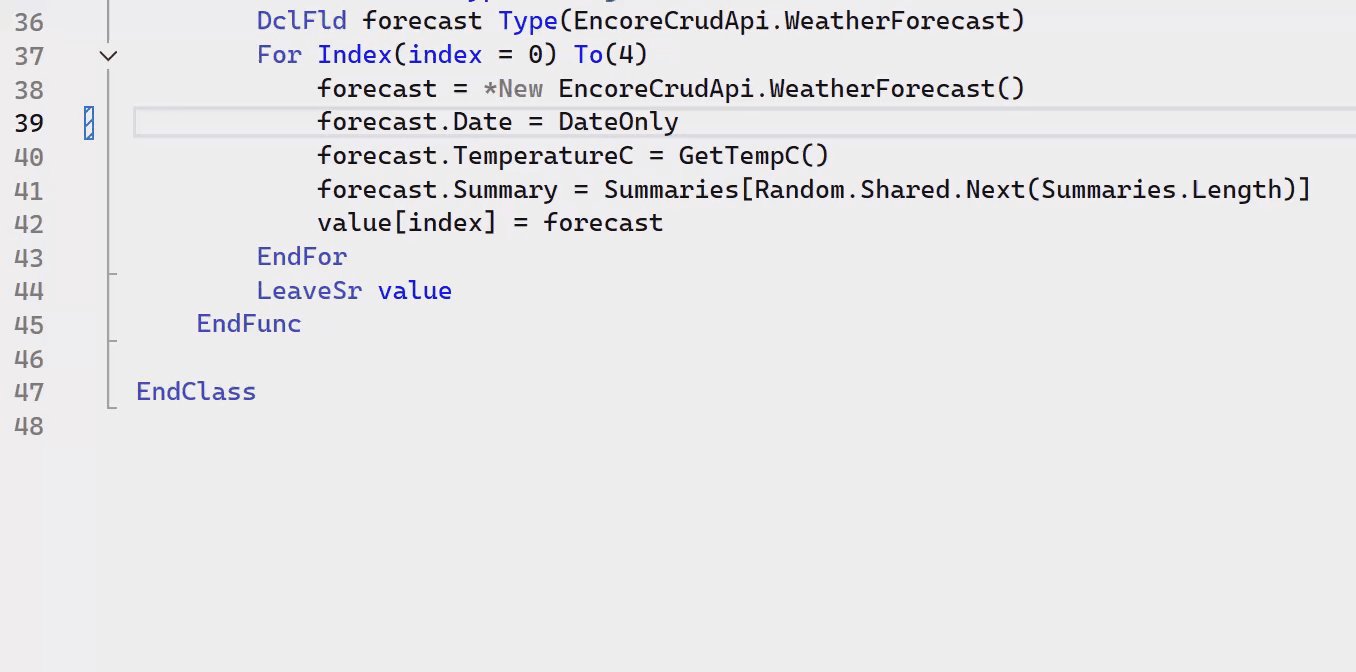 36 DclFld forecast Type(EncoreCrudApi.WeatherForecast)
37 For Index(index = 0) To(4)
38 forecast = *New EncoreCrudApi.WeatherForecast()
39 forecast.Date = DateOnly
40 forecast.TemperatureC = GetTempC()
41 forecast.Summary = Summaries[Random.Shared.Next(Summaries.Length)]
42 value[index] = forecast
43 EndFor
44 LeaveSr value
45 EndFunc
46
47 EndClass
48